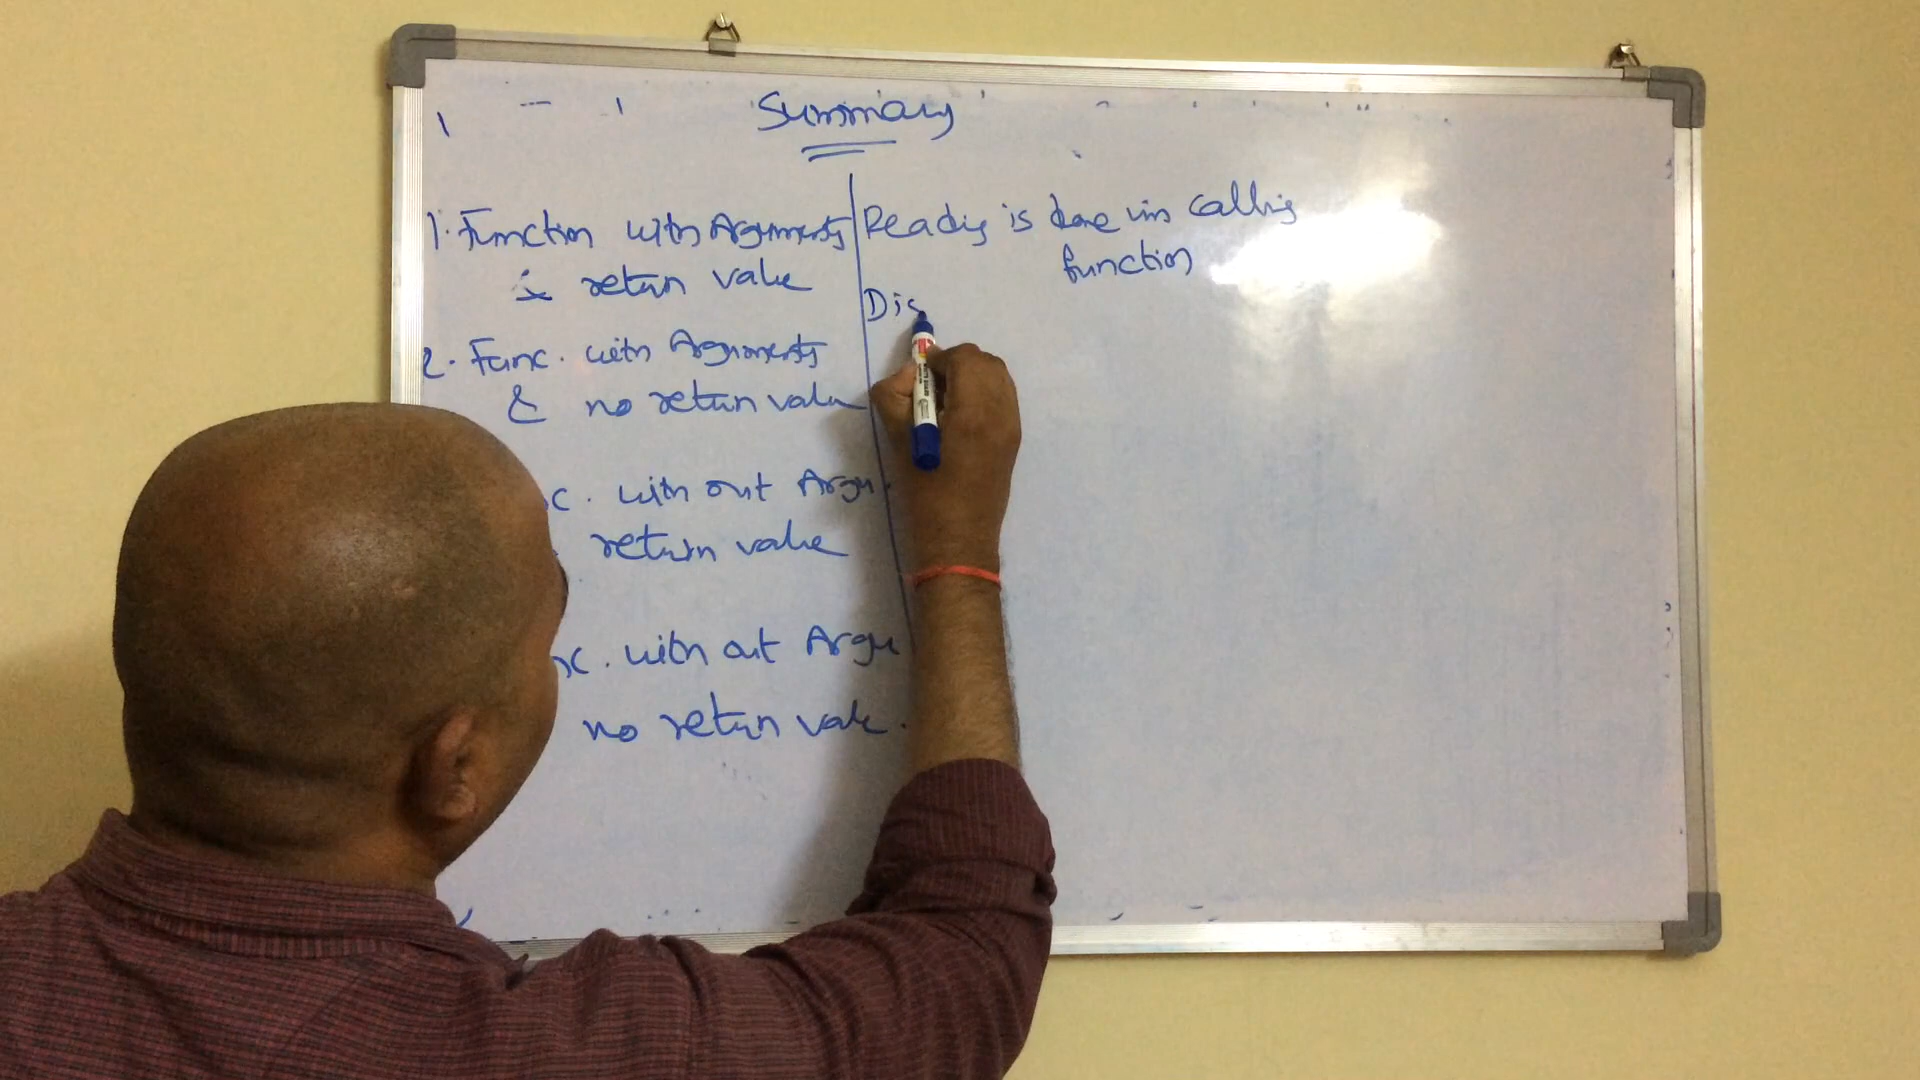 Summary
1. Function with Arguments
& return value
2. Func. with Arguments
& no return value
c. with out Argu.
return value
nc. with out Argu
no return value.
Reading is done in calling
function
Dis